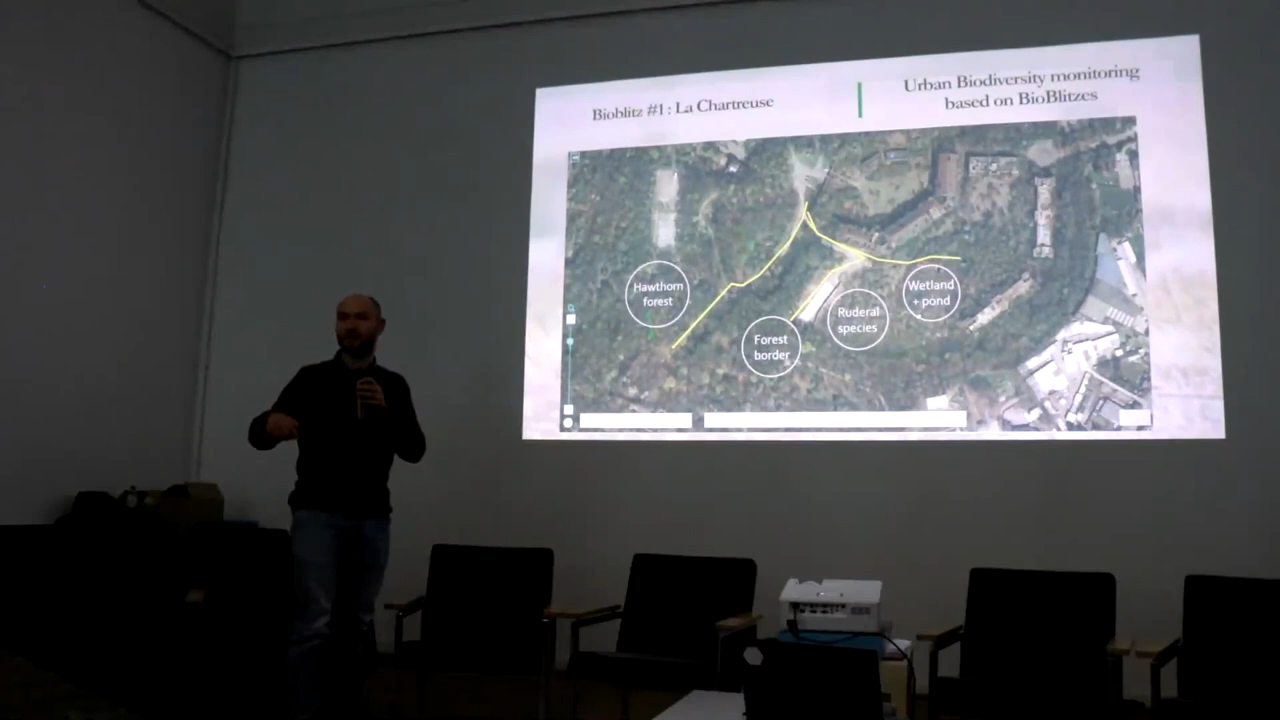 Bioblitz #1 : La Chartreuse
Urban Biodiversity monitoring
based on BioBlitzes
Hawthorn
forest
Forest
border
Ruderal
species
Wetland
+ pond